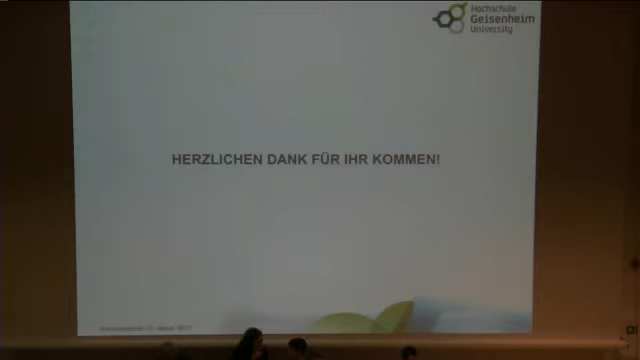 Hochschule
Geisenheim
University
HERZLICHEN DANK FÜR IHR KOMMEN!